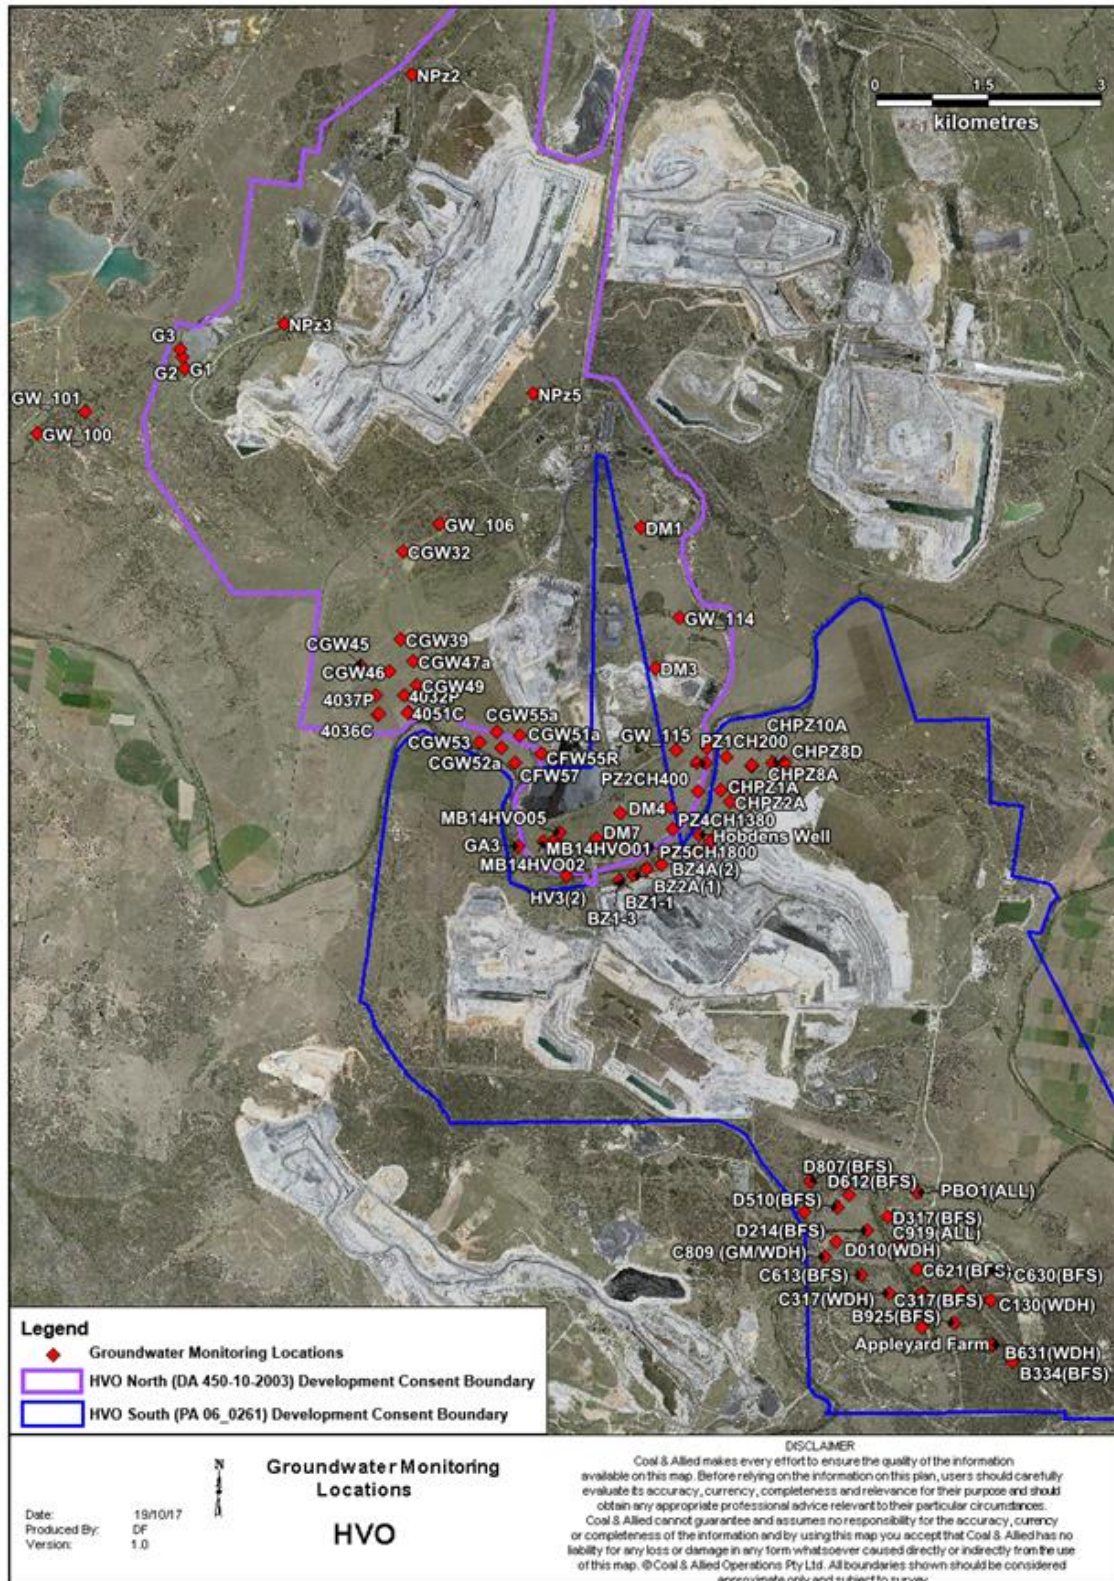 NPz2
0 1.5 3
kilometres
NPz3
G3
G2
G1
NPz5
GW_101
GW_100
GW_106
DM1
CGW32
GW_114
CGW39
CGW45
CGW47a
CGW46
DM3
CGW49
4037P
4032P
4051C
4036C
CGW55a
CGW51a
CGW53
CFW55R
CGW52a
CFW57
GW_115
PZ1CH200
CHPZ10A
CHPZ8D
CHPZ8A
PZ2CH400
CHPZ1A
CHPZ2A
DM4
PZ4CH1380
MB14HVO05
DM7
Hobdens Well
GA3
MB14HVO01
PZ5CH1800
MB14HVO02
BZ4A(2)
BZ2A(1)
HV3(2)
BZ1-1
BZ1-3
D807(BFS)
D612(BFS)
PBO1(ALL)
D510(BFS)
D317(BFS)
D214(BFS)
C919(ALL)
D010(WDH)
C809 (GM/WDH)
C621(BFS)
C630(BFS)
C613(BFS)
C317(WDH)
C317(BFS)
C130(WDH)
B925(BFS)
Appleyard Farm
B631(WDH)
B334(BFS)
Legend
Groundwater Monitoring Locations
HVO North (DA 450-10-2003) Development Consent Boundary
HVO South (PA 06_0261) Development Consent Boundary
N
Groundwater Monitoring
Locations
HVO
Date: 19/10/17
Produced By: DF
Version: 1.0
DISCLAIMER
Coal & Allied makes every effort to ensure the quality of the information
available on this map. Before relying on the information on this plan, users should carefully
evaluate its accuracy, currency, completeness and relevance for their purpose and should
obtain any appropriate professional advice relevant to their particular circumstances.
Coal & Allied cannot guarantee and assumes no responsibility for the accuracy, currency
or completeness of the information and by using this map you accept that Coal & Allied has no
liability for any loss or damage in any form whatsoever caused directly or indirectly from the use
of this map. © Coal & Allied Operations Pty Ltd. All boundaries shown should be considered
approximate only and subject to survey.